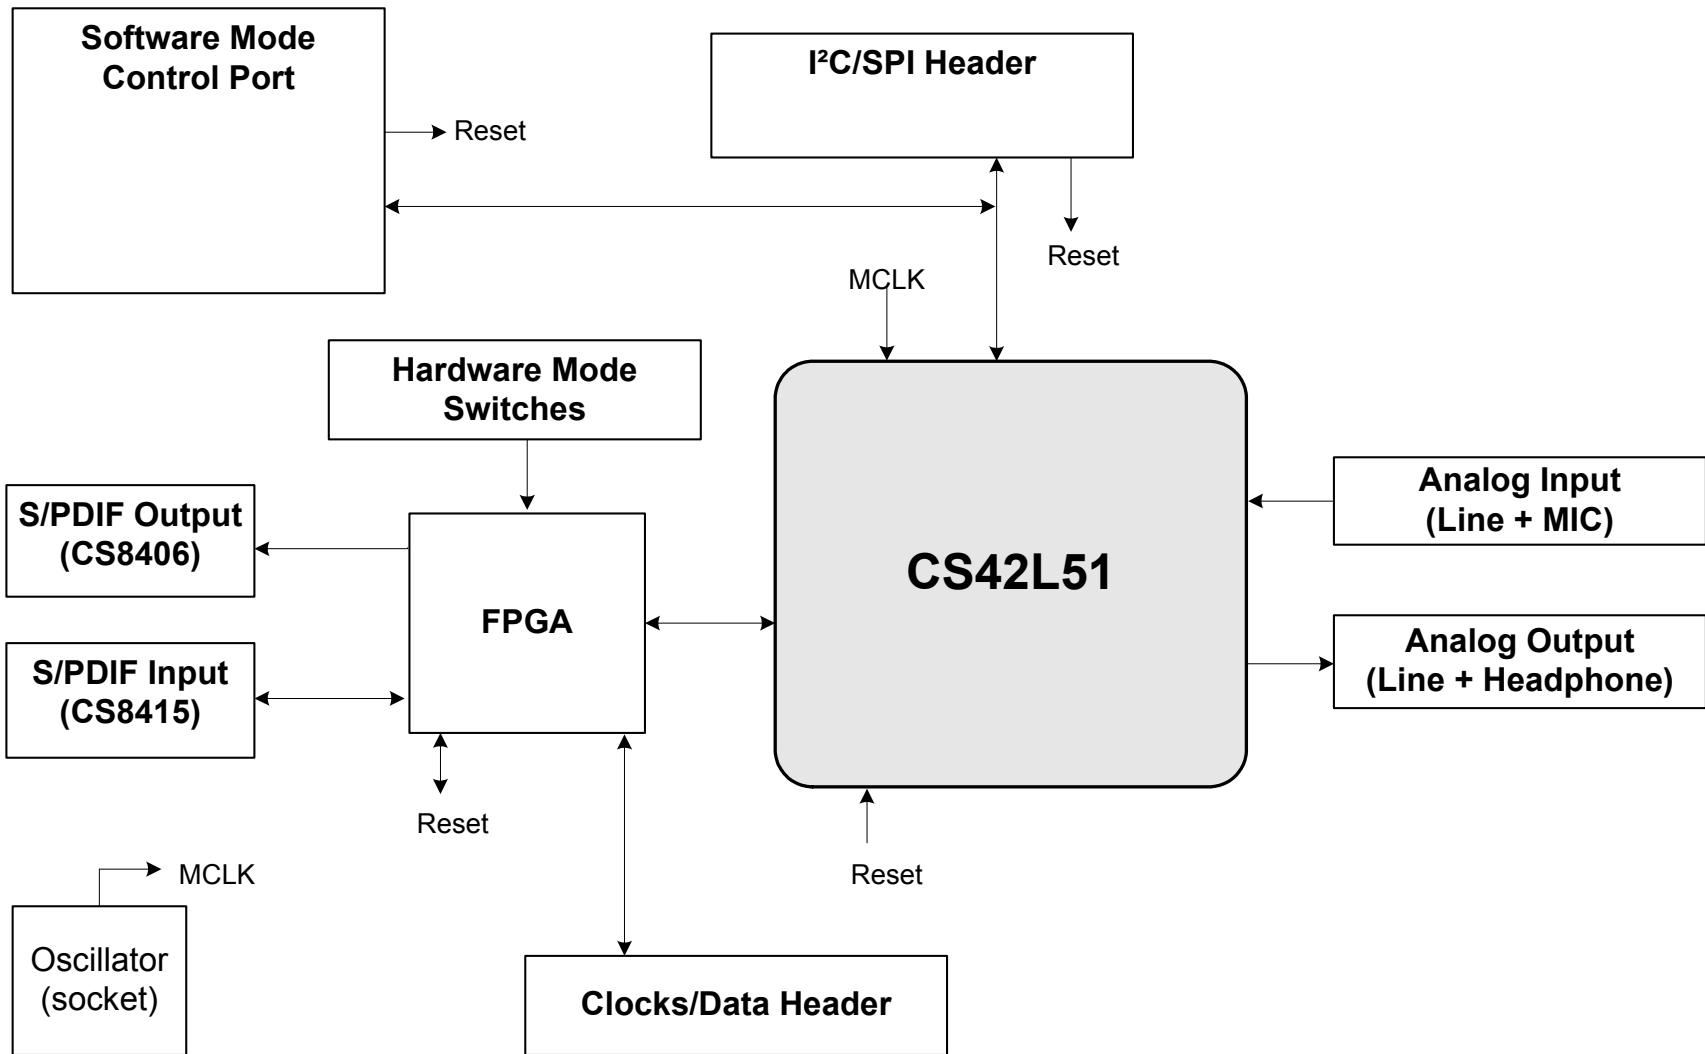 Software Mode
Control Port
I²C/SPI Header
Reset
Reset
MCLK
Hardware Mode
Switches
S/PDIF Output
(CS8406)
FPGA
CS42L51
Analog Input
(Line + MIC)
S/PDIF Input
(CS8415)
Analog Output
(Line + Headphone)
Reset
Reset
MCLK
Oscillator
(socket)
Clocks/Data Header